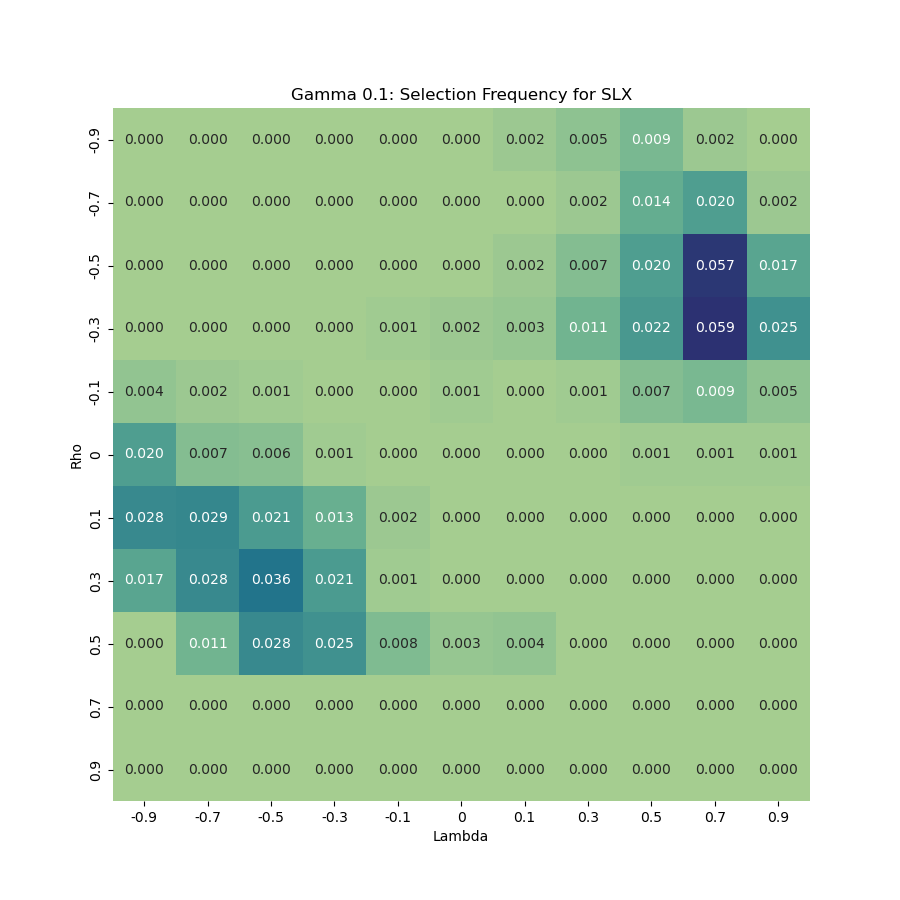 Gamma 0.1: Selection Frequency for SLX
-0.9 0.000 0.000 0.000 0.000 0.000 0.000 0.002 0.005 0.009 0.002 0.000
-0.7 0.000 0.000 0.000 0.000 0.000 0.000 0.000 0.002 0.014 0.020 0.002
-0.5 0.000 0.000 0.000 0.000 0.000 0.000 0.002 0.007 0.020 0.057 0.017
-0.3 0.000 0.000 0.000 0.000 0.001 0.002 0.003 0.011 0.022 0.059 0.025
-0.1 0.004 0.002 0.001 0.000 0.000 0.001 0.000 0.001 0.007 0.009 0.005
Rho
0 0.020 0.007 0.006 0.001 0.000 0.000 0.000 0.000 0.001 0.001 0.001
0.1 0.028 0.029 0.021 0.013 0.002 0.000 0.000 0.000 0.000 0.000 0.000
0.3 0.017 0.028 0.036 0.021 0.001 0.000 0.000 0.000 0.000 0.000 0.000
0.5 0.000 0.011 0.028 0.025 0.008 0.003 0.004 0.000 0.000 0.000 0.000
0.7 0.000 0.000 0.000 0.000 0.000 0.000 0.000 0.000 0.000 0.000 0.000
0.9 0.000 0.000 0.000 0.000 0.000 0.000 0.000 0.000 0.000 0.000 0.000
-0.9 -0.7 -0.5 -0.3 -0.1 0 0.1 0.3 0.5 0.7 0.9
Lambda